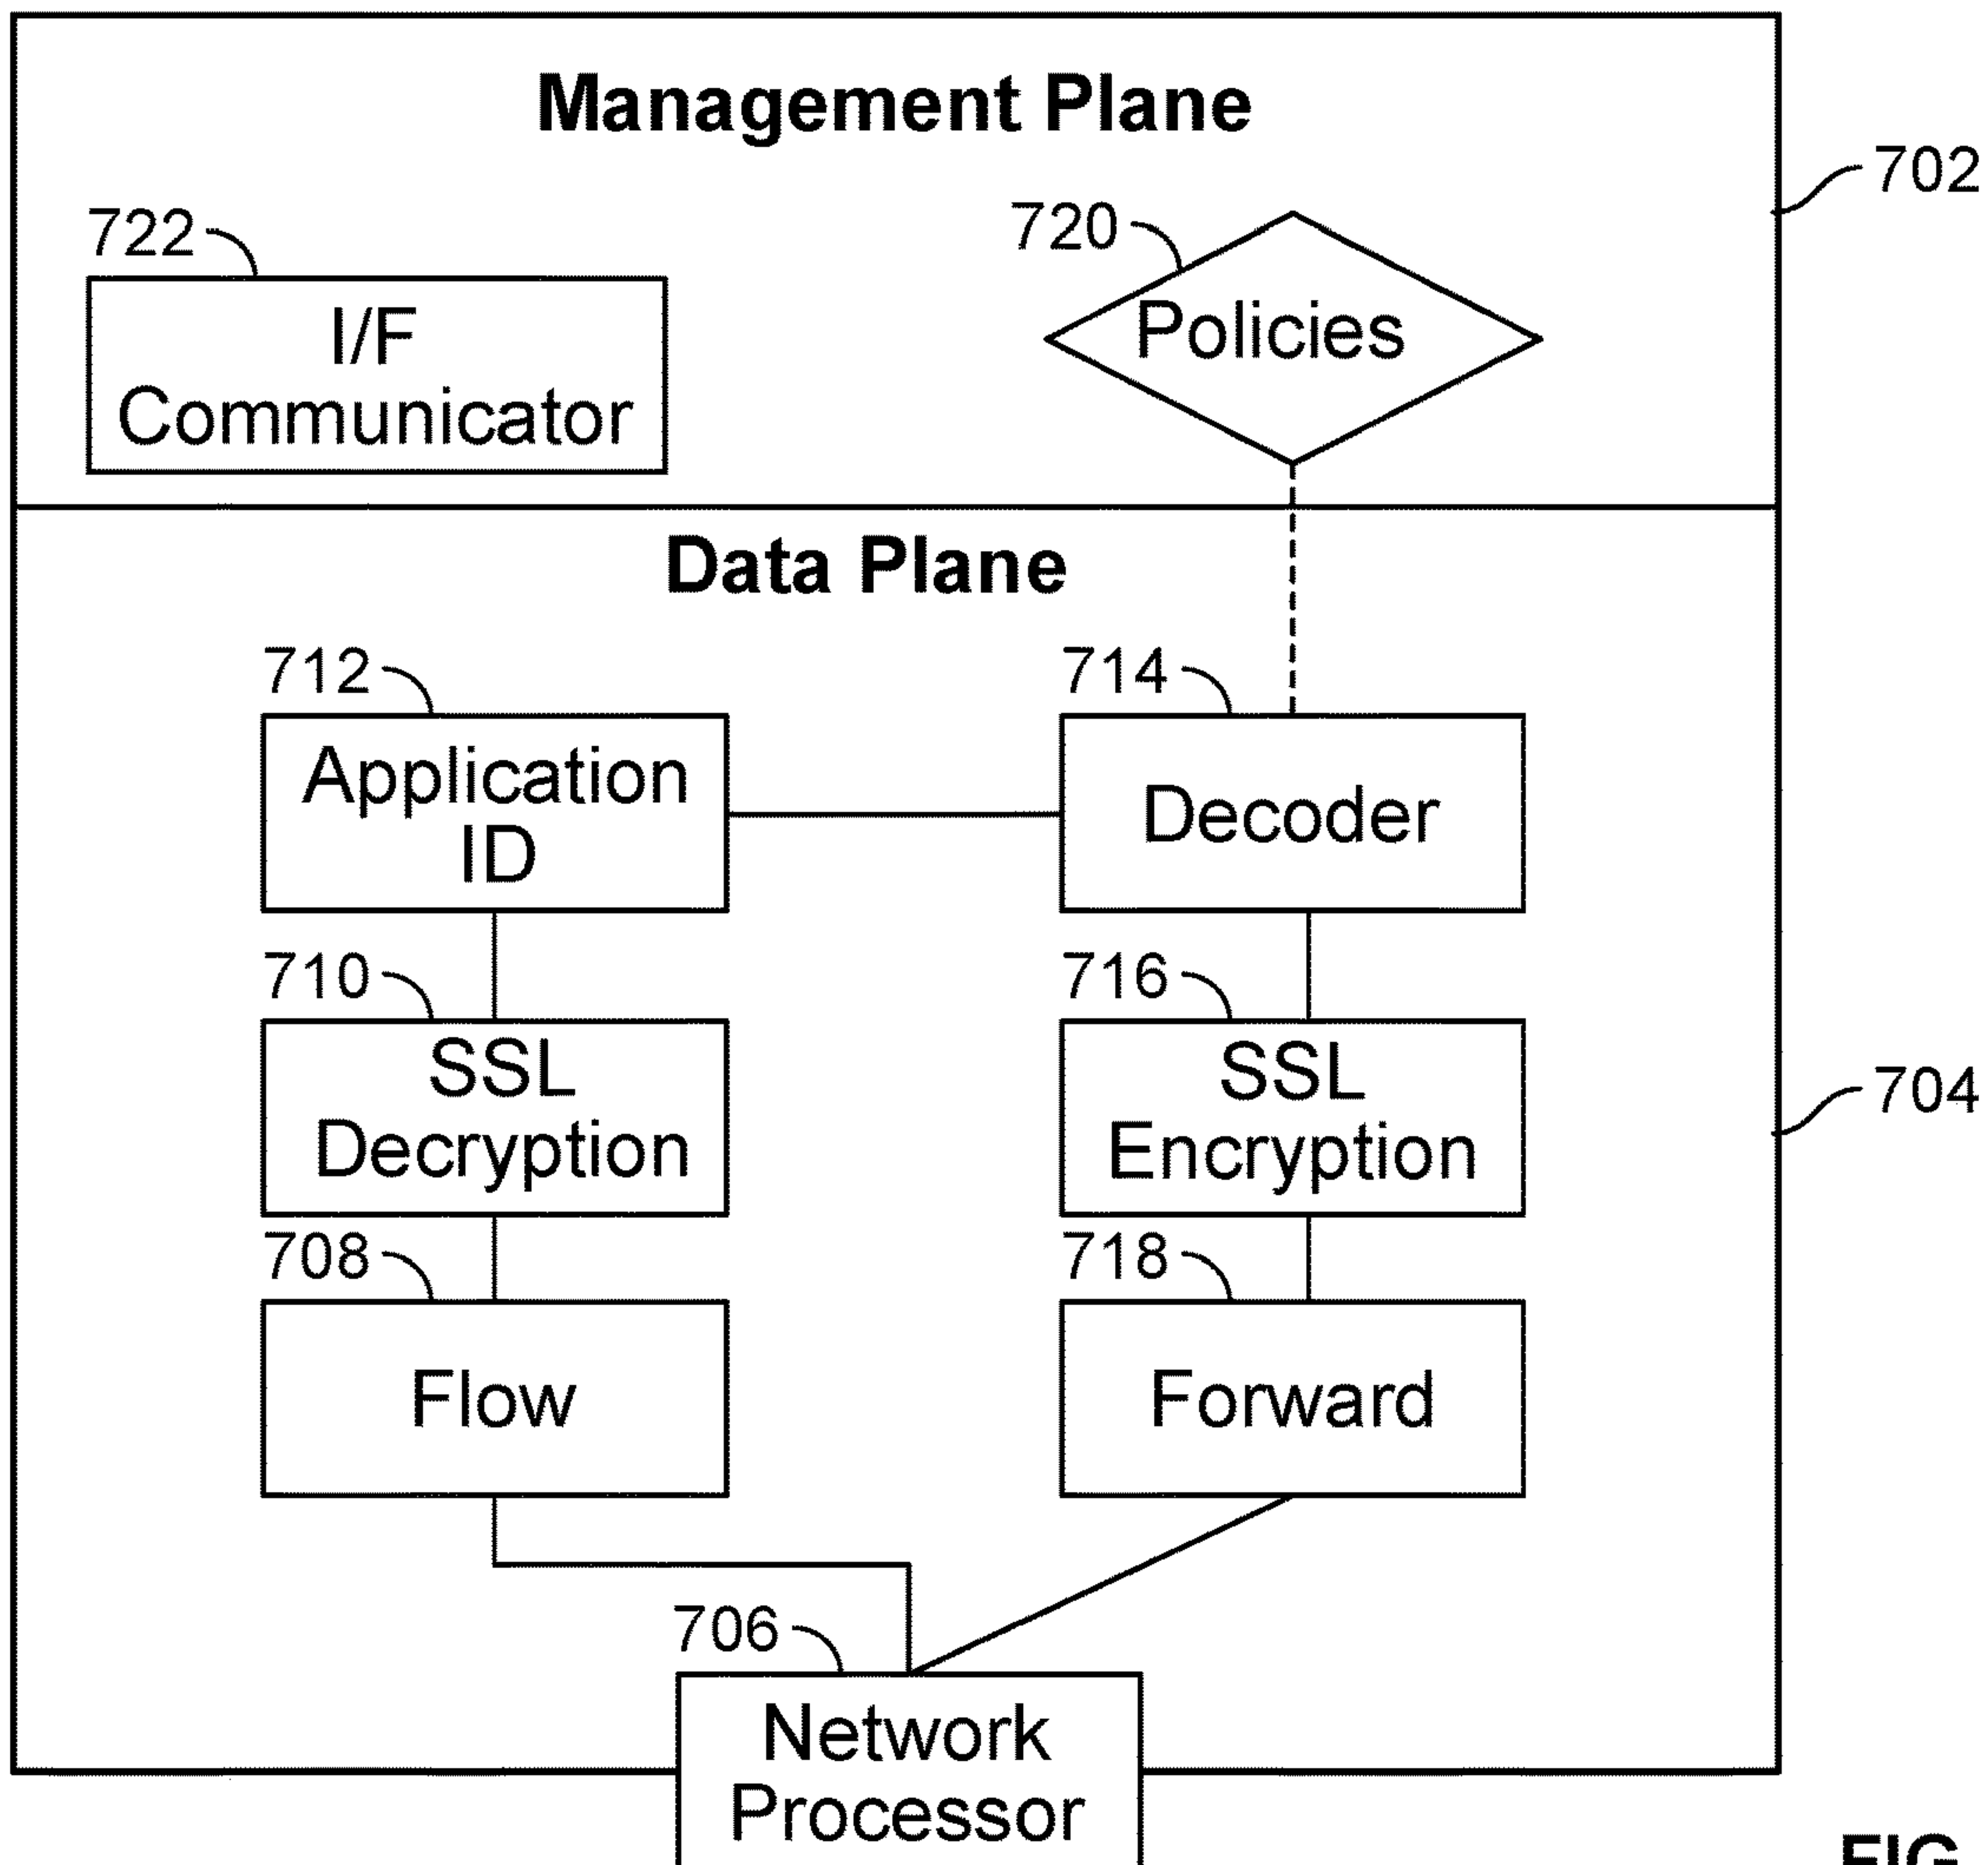 Management Plane
702
722
720
I/F
Communicator
Policies
Data Plane
712
714
Application
ID
Decoder
710
716
SSL
Decryption
SSL
Encryption
704
708
718
Flow
Forward
706
Network
Processor
FIG